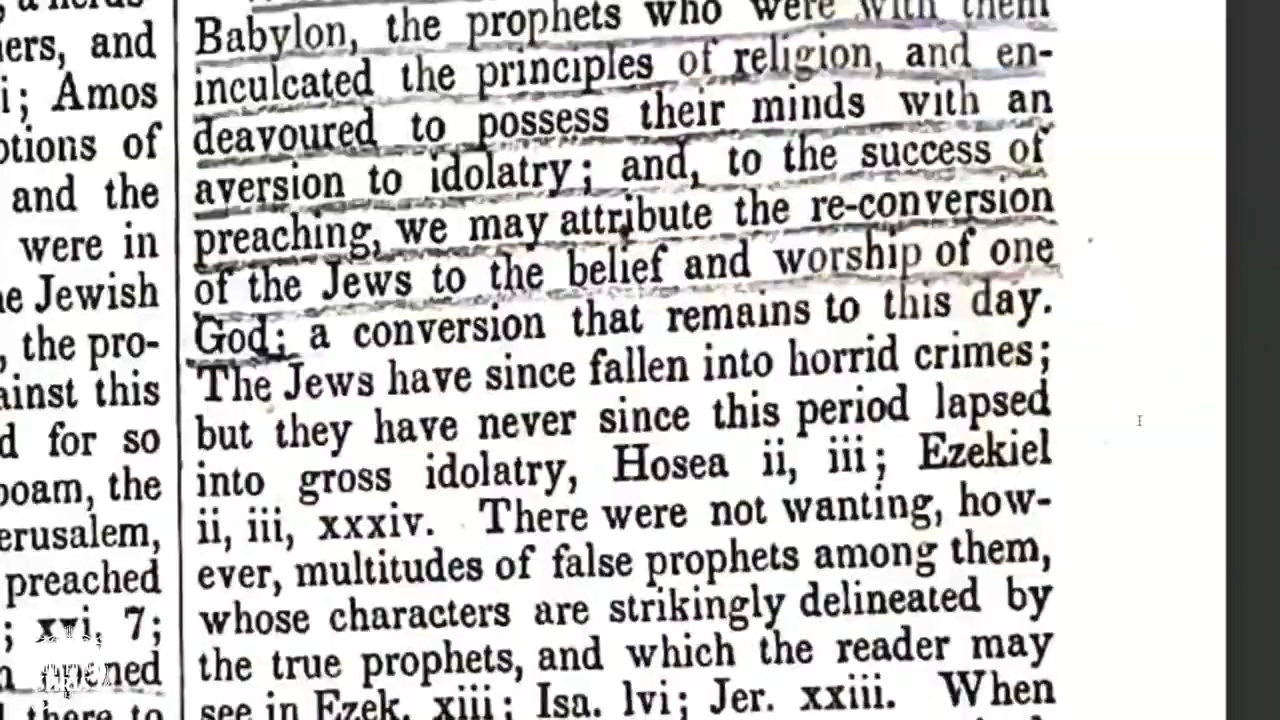 ners, and
i; Amos
otions of
and the
were in
ne Jewish
, the pro-
ainst this
d for so
boam, the
erusalem,
preached
; xvi. 7;
Babylon, the prophets who were with them
inculcated the principles of religion, and en-
deavoured to possess their minds with an
aversion to idolatry; and, to the success of
preaching, we may attribute the re-conversion
of the Jews to the belief and worship of one
God; a conversion that remains to this day.
The Jews have since fallen into horrid crimes;
but they have never since this period lapsed
into gross idolatry, Hosea ii, iii; Ezekiel
ii, iii, xxxiv. There were not wanting, how-
ever, multitudes of false prophets among them,
whose characters are strikingly delineated by
the true prophets, and which the reader may
see in Ezek. xiii; Isa. lvi; Jer. xxiii. When